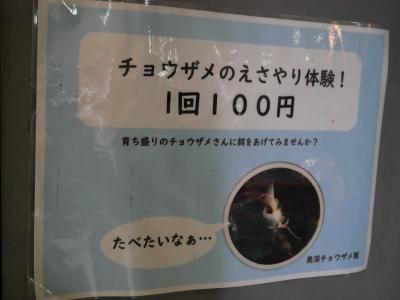 チョウザメのえさやり体験！
1回100円
育ち盛りのチョウザメさんに餌をあげてみませんか？
たべたいなぁ…
美深チョウザメ館